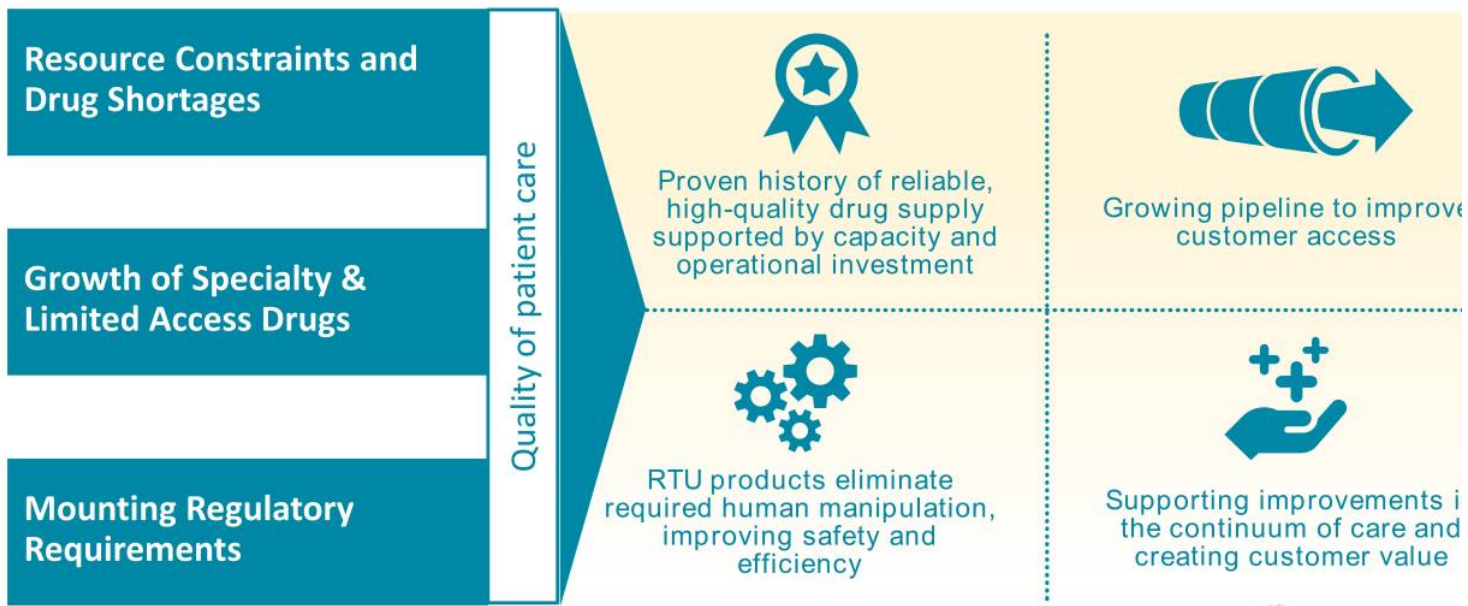 Resource Constraints and
Drug Shortages
Growth of Specialty &
Limited Access Drugs
Mounting Regulatory
Requirements
Quality of patient care
Proven history of reliable,
high-quality drug supply
supported by capacity and
operational investment
Growing pipeline to improve
customer access
RTU products eliminate
required human manipulation,
improving safety and
efficiency
Supporting improvements i
the continuum of care and
creating customer value